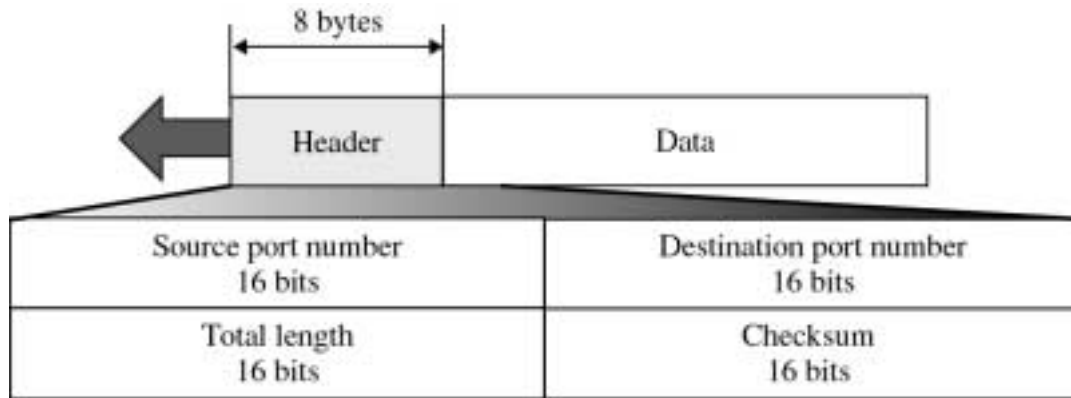 8 bytes
Header
Data
Source port number
16 bits
Destination port number
16 bits
Total length
16 bits
Checksum
16 bits